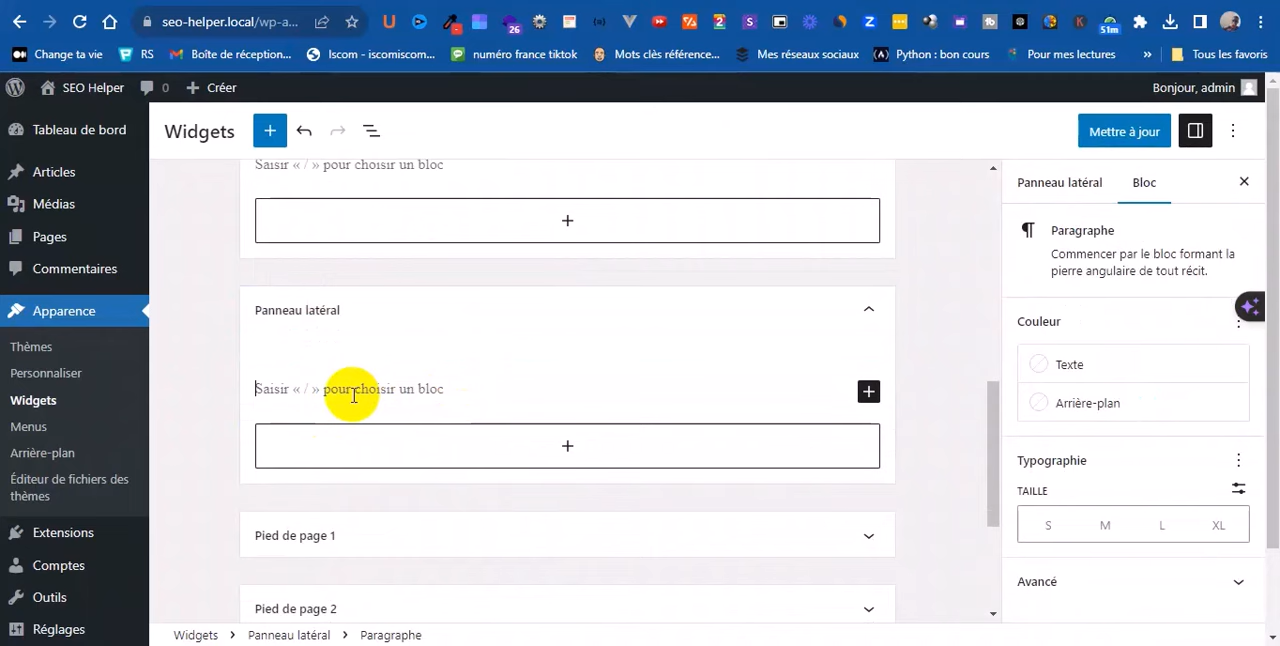 seo-helper.local/wp-a...
26
2
S
51m
Change ta vie
RS
Boîte de réception...
Iscom — iscomiscom...
numéro france tiktok
Mots clés référence...
Mes réseaux sociaux
Python : bon cours
Pour mes lectures
»
Tous les favoris
SEO Helper
0
Créer
Bonjour, admin
Tableau de bord
Articles
Médias
Pages
Commentaires
Apparence
Thèmes
Personnaliser
Widgets
Menus
Arrière-plan
Éditeur de fichiers des
thèmes
Extensions
Comptes
Outils
Réglages
Widgets
Mettre à jour
Saisir « / » pour choisir un bloc
Panneau latéral
Saisir « / » pour choisir un bloc
Pied de page 1
Pied de page 2
Widgets > Panneau latéral > Paragraphe
Panneau latéral
Bloc
Paragraphe
Commencer par le bloc formant la
pierre angulaire de tout récit.
Couleur
Texte
Arrière-plan
Typographie
TAILLE
S M L XL
Avancé